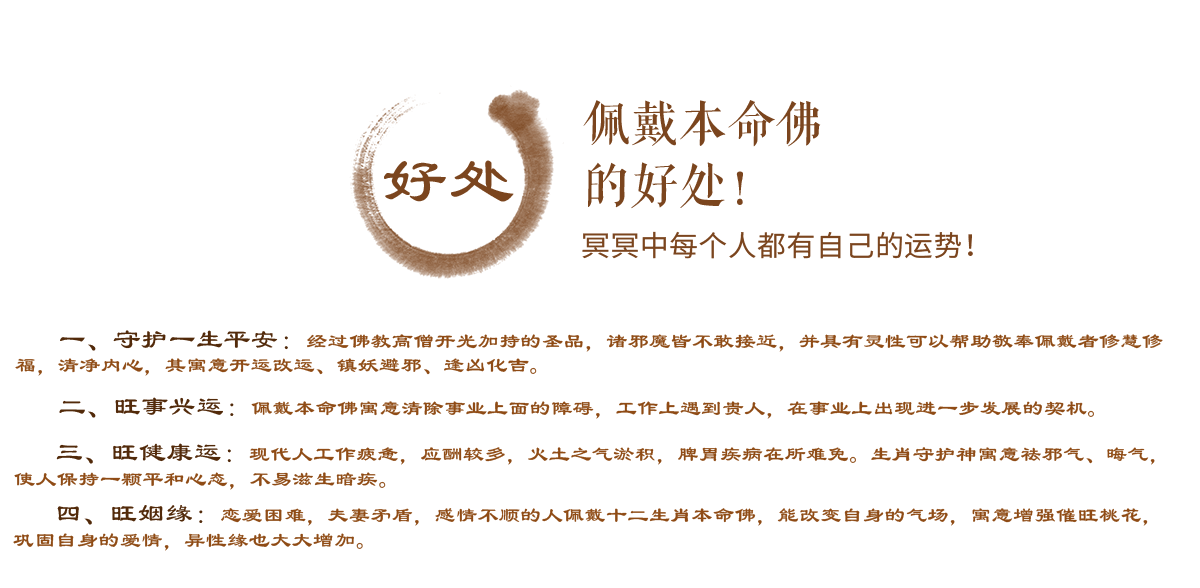 好处
佩戴本命佛
的好处！
冥冥中每个人都有自己的运势！
一、守护一生平安：经过佛教高僧开光加持的圣品，诸邪魔皆不敢接近，并具有灵性可以帮助敬奉佩戴者修慧修
福，清净内心，其寓意开运改运、镇妖避邪、逢凶化吉。
二、旺事兴运：佩戴本命佛寓意清除事业上面的障碍，工作上遇到贵人，在事业上出现进一步发展的契机。
三、旺健康运：现代人工作疲惫，应酬较多，火土之气淤积，脾胃疾病在所难免。生肖守护神寓意祛邪气、晦气，
使人保持一颗平和心态，不易滋生暗疾。
四、旺姻缘：恋爱困难，夫妻矛盾，感情不顺的人佩戴十二生肖本命佛，能改变自身的气场，寓意增强催旺桃花，
巩固自身的爱情，异性缘也大大增加。